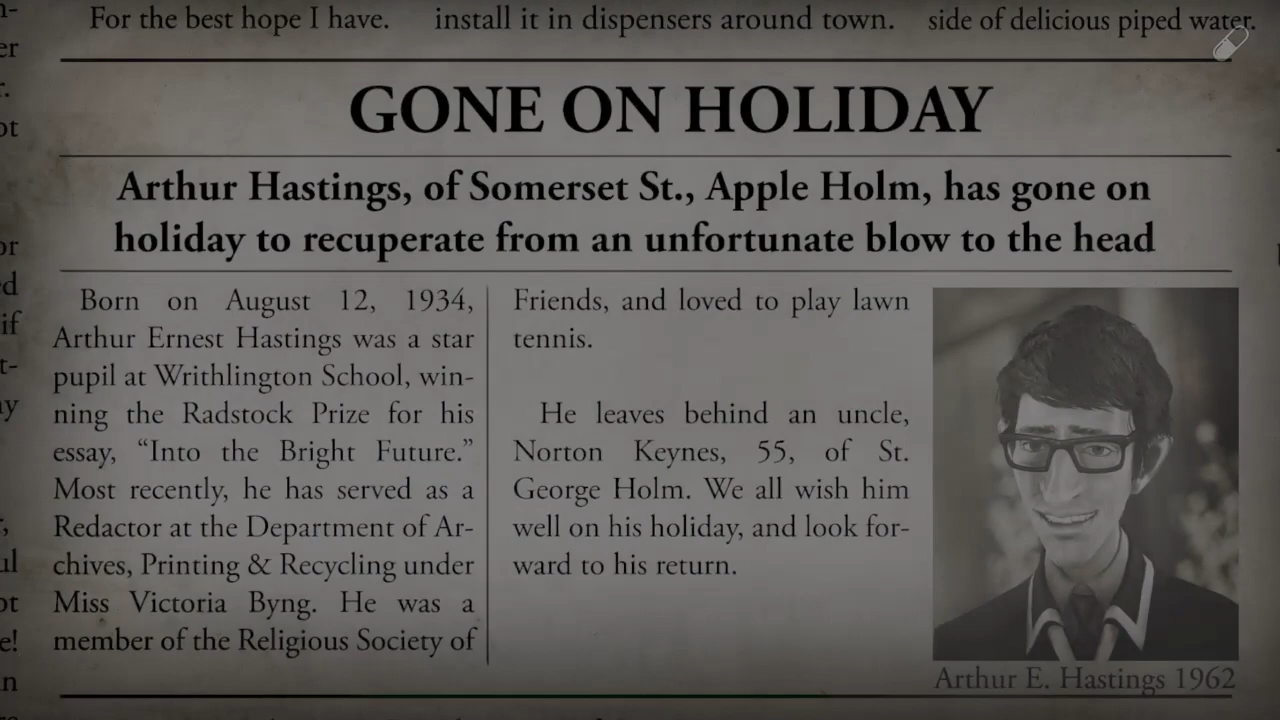 For the best hope I have.
install it in dispensers around town.
side of delicious piped water.
GONE ON HOLIDAY
Arthur Hastings, of Somerset St., Apple Holm, has gone on
holiday to recuperate from an unfortunate blow to the head
Born on August 12, 1934,
Arthur Ernest Hastings was a star
pupil at Writhlington School, win-
ning the Radstock Prize for his
essay, “Into the Bright Future.”
Most recently, he has served as a
Redactor at the Department of Ar-
chives, Printing & Recycling under
Miss Victoria Byng. He was a
member of the Religious Society of
Friends, and loved to play lawn
tennis.
He leaves behind an uncle,
Norton Keynes, 55, of St.
George Holm. We all wish him
well on his holiday, and look for-
ward to his return.
Arthur E. Hastings 1962